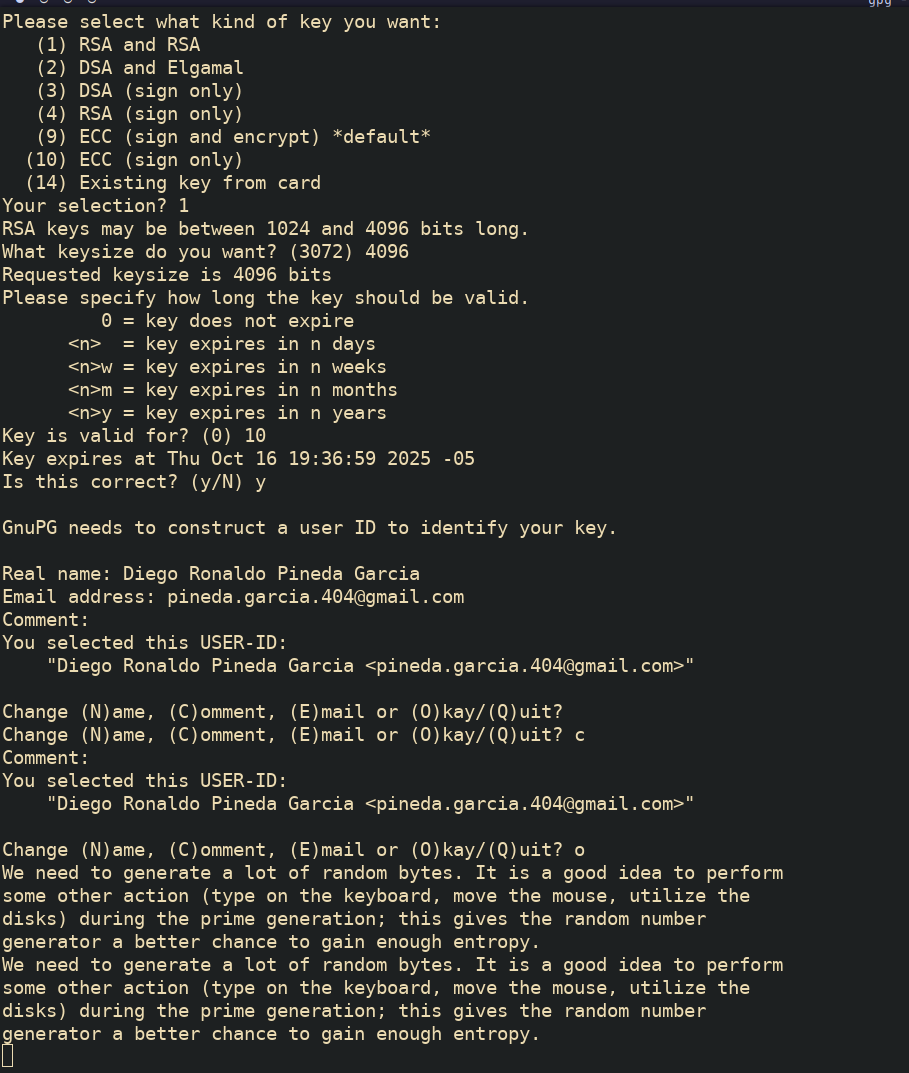 gpg
Please select what kind of key you want:
   (1) RSA and RSA
   (2) DSA and Elgamal
   (3) DSA (sign only)
   (4) RSA (sign only)
   (9) ECC (sign and encrypt) *default*
  (10) ECC (sign only)
  (14) Existing key from card
Your selection? 1
RSA keys may be between 1024 and 4096 bits long.
What keysize do you want? (3072) 4096
Requested keysize is 4096 bits
Please specify how long the key should be valid.
         0 = key does not expire
      <n>  = key expires in n days
      <n>w = key expires in n weeks
      <n>m = key expires in n months
      <n>y = key expires in n years
Key is valid for? (0) 10
Key expires at Thu Oct 16 19:36:59 2025 -05
Is this correct? (y/N) y

GnuPG needs to construct a user ID to identify your key.

Real name: Diego Ronaldo Pineda Garcia
Email address: pineda.garcia.404@gmail.com
Comment:
You selected this USER-ID:
    "Diego Ronaldo Pineda Garcia <pineda.garcia.404@gmail.com>"

Change (N)ame, (C)omment, (E)mail or (O)kay/(Q)uit?
Change (N)ame, (C)omment, (E)mail or (O)kay/(Q)uit? c
Comment:
You selected this USER-ID:
    "Diego Ronaldo Pineda Garcia <pineda.garcia.404@gmail.com>"

Change (N)ame, (C)omment, (E)mail or (O)kay/(Q)uit? o
We need to generate a lot of random bytes. It is a good idea to perform
some other action (type on the keyboard, move the mouse, utilize the
disks) during the prime generation; this gives the random number
generator a better chance to gain enough entropy.
We need to generate a lot of random bytes. It is a good idea to perform
some other action (type on the keyboard, move the mouse, utilize the
disks) during the prime generation; this gives the random number
generator a better chance to gain enough entropy.